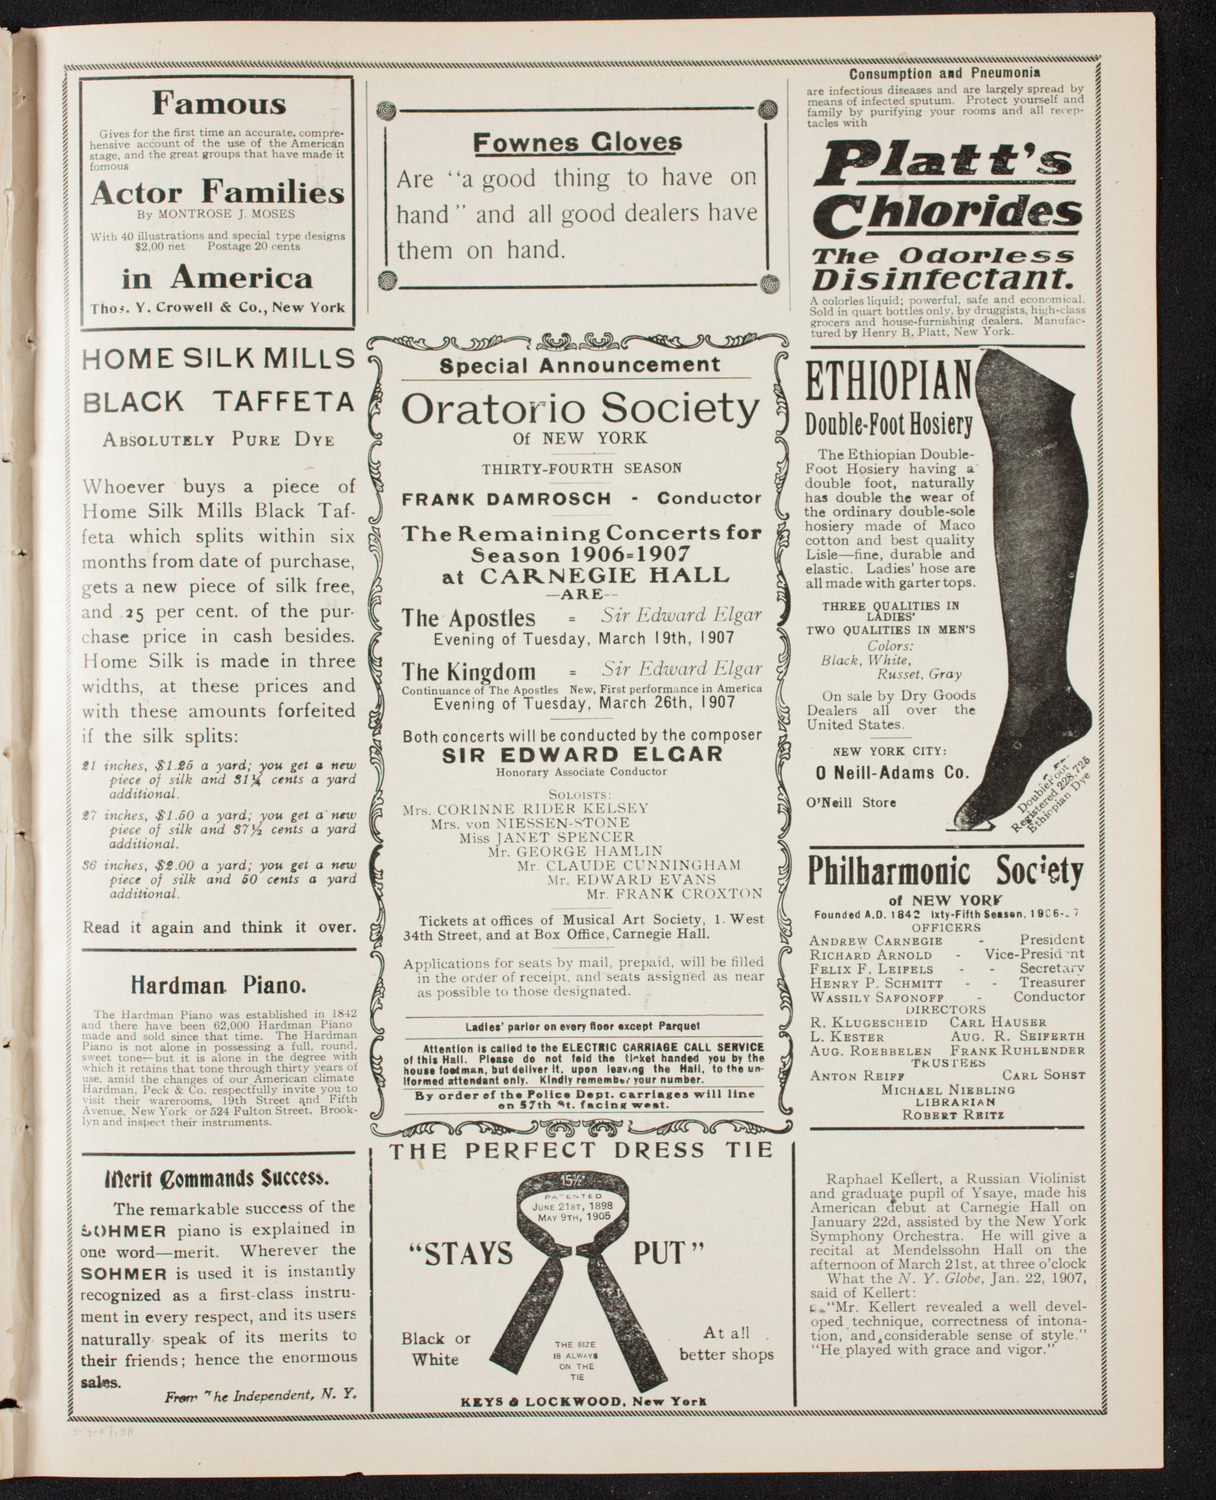 Famous
Gives for the first time an accurate, compre-
hensive account of the use of the American
stage, and the great groups that have made it
fomous
Actor Families
By MONTROSE J. MOSES
With 40 illustrations and special type designs
$2.00 net Postage 20 cents
in America
Thos. Y. Crowell & Co., New York
HOME SILK MILLS
BLACK TAFFETA
ABSOLUTELY PURE DYE
Whoever buys a piece of
Home Silk Mills Black Taf-
feta which splits within six
months from date of purchase,
gets a new piece of silk free,
and 25 per cent. of the pur-
chase price in cash besides.
Home Silk is made in three
widths, at these prices and
with these amounts forfeited
if the silk splits:
21 inches, $1.25 a yard; you get a new
piece of silk and 31¼ cents a yard
additional.
27 inches, $1.50 a yard; you get a new
piece of silk and 37½ cents a yard
additional.
36 inches, $2.00 a yard; you get a new
piece of silk and 50 cents a yard
additional.
Read it again and think it over.
Hardman Piano.
The Hardman Piano was established in 1842
and there have been 62,000 Hardman Piano
made and sold since that time. The Hardman
Piano is not alone in possessing a full, round,
sweet tone—but it is alone in the degree with
which it retains that tone through thirty years of
use, amid the changes of our American climate
Hardman, Peck & Co. respectfully invite you to
visit their warerooms, 19th Street and Fifth
Avenue, New York or 524 Fulton Street, Brook-
lyn and inspect their instruments.
Merit Commands Success.
The remarkable success of the
SOHMER piano is explained in
one word—merit. Wherever the
SOHMER is used it is instantly
recognized as a first-class instru-
ment in every respect, and its users
naturally speak of its merits to
their friends; hence the enormous
sales.
From The Independent, N. Y.
Fownes Gloves
Are "a good thing to have on
hand" and all good dealers have
them on hand.
Special Announcement
Oratorio Society
Of NEW YORK
THIRTY-FOURTH SEASON
FRANK DAMROSCH - Conductor
The Remaining Concerts for
Season 1906=1907
at CARNEGIE HALL
—ARE—
The Apostles = Sir Edward Elgar
Evening of Tuesday, March 19th, 1907
The Kingdom = Sir Edward Elgar
Continuance of The Apostles New, First performance in America
Evening of Tuesday, March 26th, 1907
Both concerts will be conducted by the composer
SIR EDWARD ELGAR
Honorary Associate Conductor
SOLOISTS:
Mrs. CORINNE RIDER KELSEY
Mrs. von NIESSEN-STONE
Miss JANET SPENCER
Mr. GEORGE HAMLIN
Mr. CLAUDE CUNNINGHAM
Mr. EDWARD EVANS
Mr. FRANK CROXTON
Tickets at offices of Musical Art Society, 1. West
34th Street, and at Box Office, Carnegie Hall.
Applications for seats by mail, prepaid, will be filled
in the order of receipt, and seats assigned as near
as possible to those designated.
Ladies' parlor on every floor except Parquet
Attention is called to the ELECTRIC CARRIAGE CALL SERVICE
of this Hall. Please do not fold the ticket handed you by the
house footman, but deliver it, upon leaving the Hall, to the un-
iformed attendant only. Kindly remember your number.
By order of the Police Dept. carriages will line
on 57th St. facing west.
THE PERFECT DRESS TIE
15½
PATENTED
JUNE 21ST, 1898
MAY 9TH, 1905
"STAYS PUT"
Black or
White
THE SIZE
IS ALWAYS
ON THE
TIE
At all
better shops
KEYS & LOCKWOOD, New York
Consumption and Pneumonia
are infectious diseases and are largely spread by
means of infected sputum. Protect yourself and
family by purifying your rooms and all recep-
tacles with
Platt's
Chlorides
The Odorless
Disinfectant.
A colorles liquid; powerful, safe and economical.
Sold in quart bottles only, by druggists, high-class
grocers and house-furnishing dealers. Manufac-
tured by Henry B. Platt, New York.
ETHIOPIAN
Double-Foot Hosiery
The Ethiopian Double-
Foot Hosiery having a
double foot, naturally
has double the wear of
the ordinary double-sole
hosiery made of Maco
cotton and best quality
Lisle—fine, durable and
elastic. Ladies' hose are
all made with garter tops.
THREE QUALITIES IN
LADIES'
TWO QUALITIES IN MEN'S
Colors:
Black, White,
Russet, Gray
On sale by Dry Goods
Dealers all over the
United States.
NEW YORK CITY:
O Neill-Adams Co.
O'Neill Store
Double Foot
Registered 228,725
Ethiopian Dye
Philharmonic Society
of NEW YORK
Founded A.D. 1842 ixty-Fifth Season, 1906-7
OFFICERS
ANDREW CARNEGIE - President
RICHARD ARNOLD - Vice-President
FELIX F. LEIFELS - - Secretary
HENRY P. SCHMITT - - Treasurer
WASSILY SAFONOFF - Conductor
DIRECTORS
R. KLUGESCHEID CARL HAUSER
L. KESTER AUG. R. SEIFERTH
AUG. ROEBBELEN FRANK RUHLENDER
TRUSTEES
ANTON REIFF CARL SOHST
MICHAEL NIEBLING
LIBRARIAN
ROBERT REITZ
Raphael Kellert, a Russian Violinist
and graduate pupil of Ysaye, made his
American debut at Carnegie Hall on
January 22d, assisted by the New York
Symphony Orchestra. He will give a
recital at Mendelssohn Hall on the
afternoon of March 21st, at three o'clock
What the N. Y. Globe, Jan. 22, 1907,
said of Kellert:
"Mr. Kellert revealed a well devel-
oped technique, correctness of intona-
tion, and considerable sense of style."
"He played with grace and vigor."